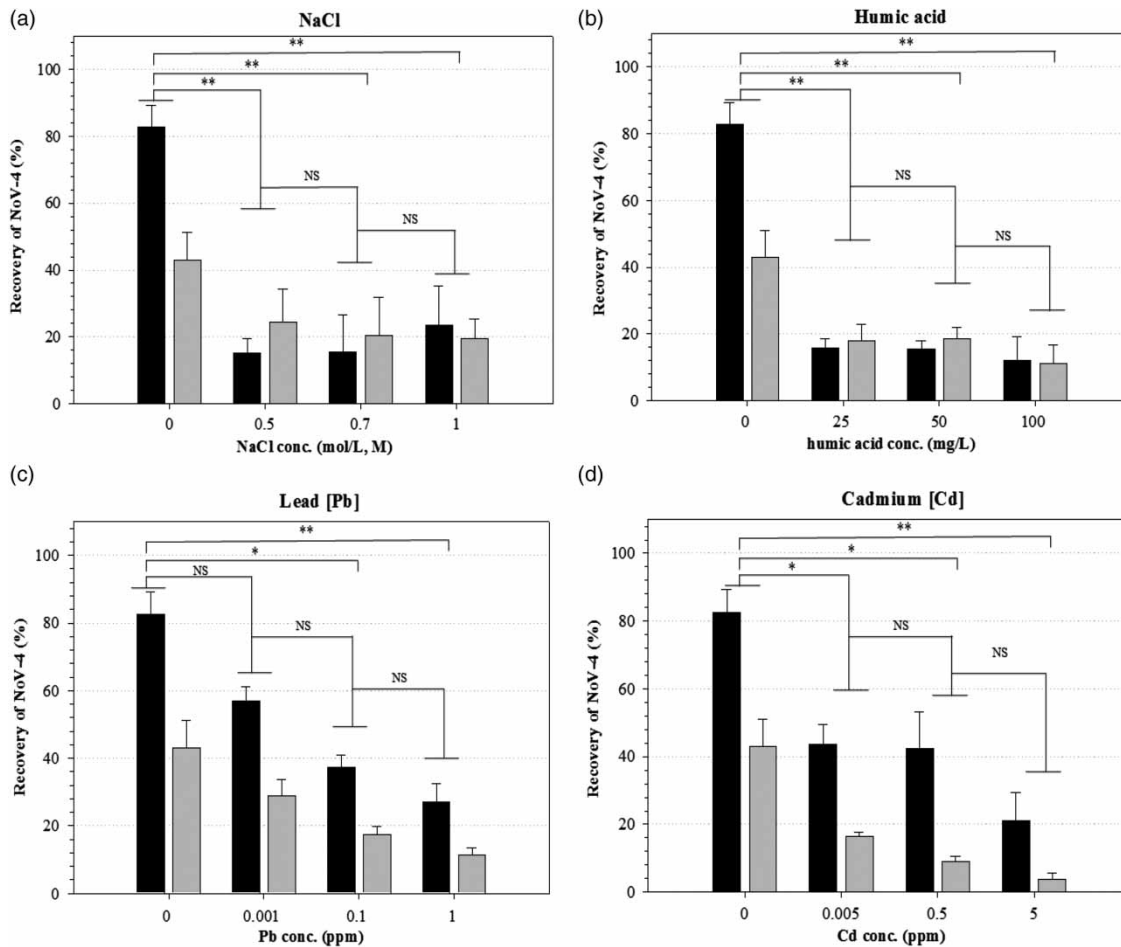 (a)
NaCl
**
**
**
NS
NS
Recovery of NoV-4 (%)
100
80
60
40
20
0
0 0.5 0.7 1
NaCl conc. (mol/L, M)
(b)
Humic acid
**
**
**
NS
NS
Recovery of NoV-4 (%)
100
80
60
40
20
0
0 25 50 100
humic acid conc. (mg/L)
(c)
Lead [Pb]
**
*
NS
NS
NS
Recovery of NoV-4 (%)
100
80
60
40
20
0
0 0.001 0.1 1
Pb conc. (ppm)
(d)
Cadmium [Cd]
**
*
*
NS
NS
Recovery of NoV-4 (%)
100
80
60
40
20
0
0 0.005 0.5 5
Cd conc. (ppm)